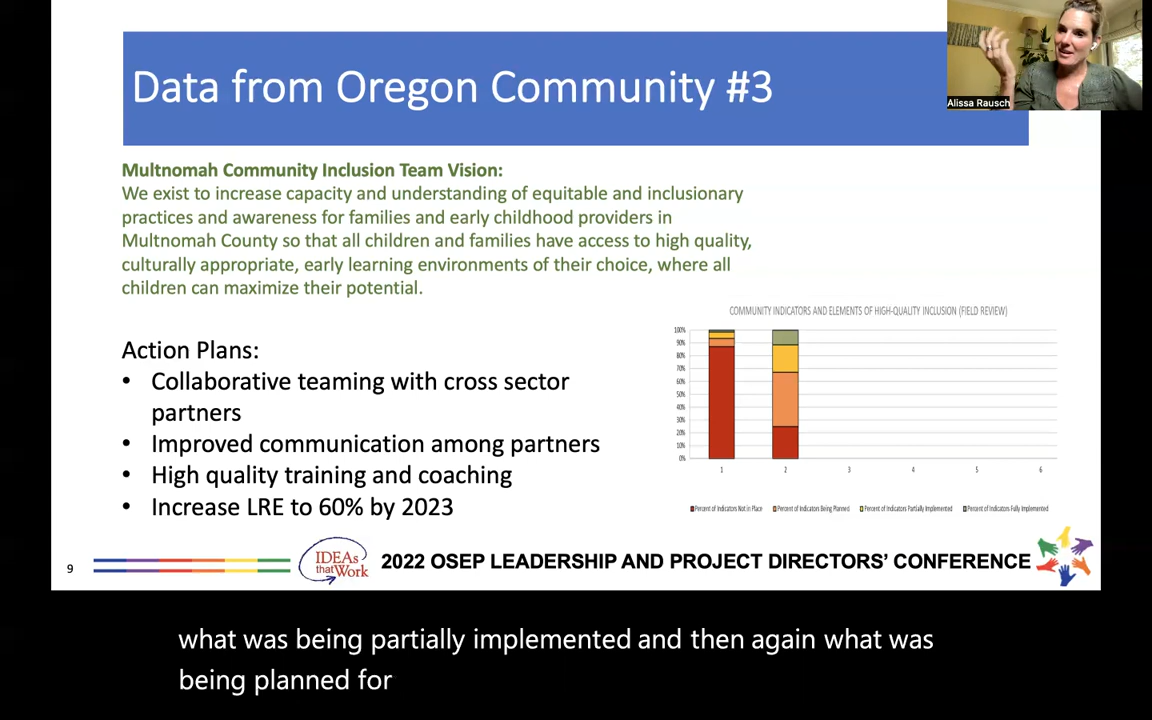 Data from Oregon Community #3
Alissa Rausch
Multnomah Community Inclusion Team Vision:
We exist to increase capacity and understanding of equitable and inclusionary
practices and awareness for families and early childhood providers in
Multnomah County so that all children and families have access to high quality,
culturally appropriate, early learning environments of their choice, where all
children can maximize their potential.
Action Plans:
• Collaborative teaming with cross sector
partners
• Improved communication among partners
• High quality training and coaching
• Increase LRE to 60% by 2023
COMMUNITY INDICATORS AND ELEMENTS OF HIGH-QUALITY INCLUSION (FIELD REVIEW)
100%
90%
80%
70%
60%
50%
40%
30%
20%
10%
0%
1 2 3 4 5 6
Percent of Indicators Not in Place Percent of Indicators Being Planned Percent of Indicators Partially Implemented Percent of Indicators Fully Implemented
9
IDEAs
that Work
2022 OSEP LEADERSHIP AND PROJECT DIRECTORS' CONFERENCE
what was being partially implemented and then again what was
being planned for